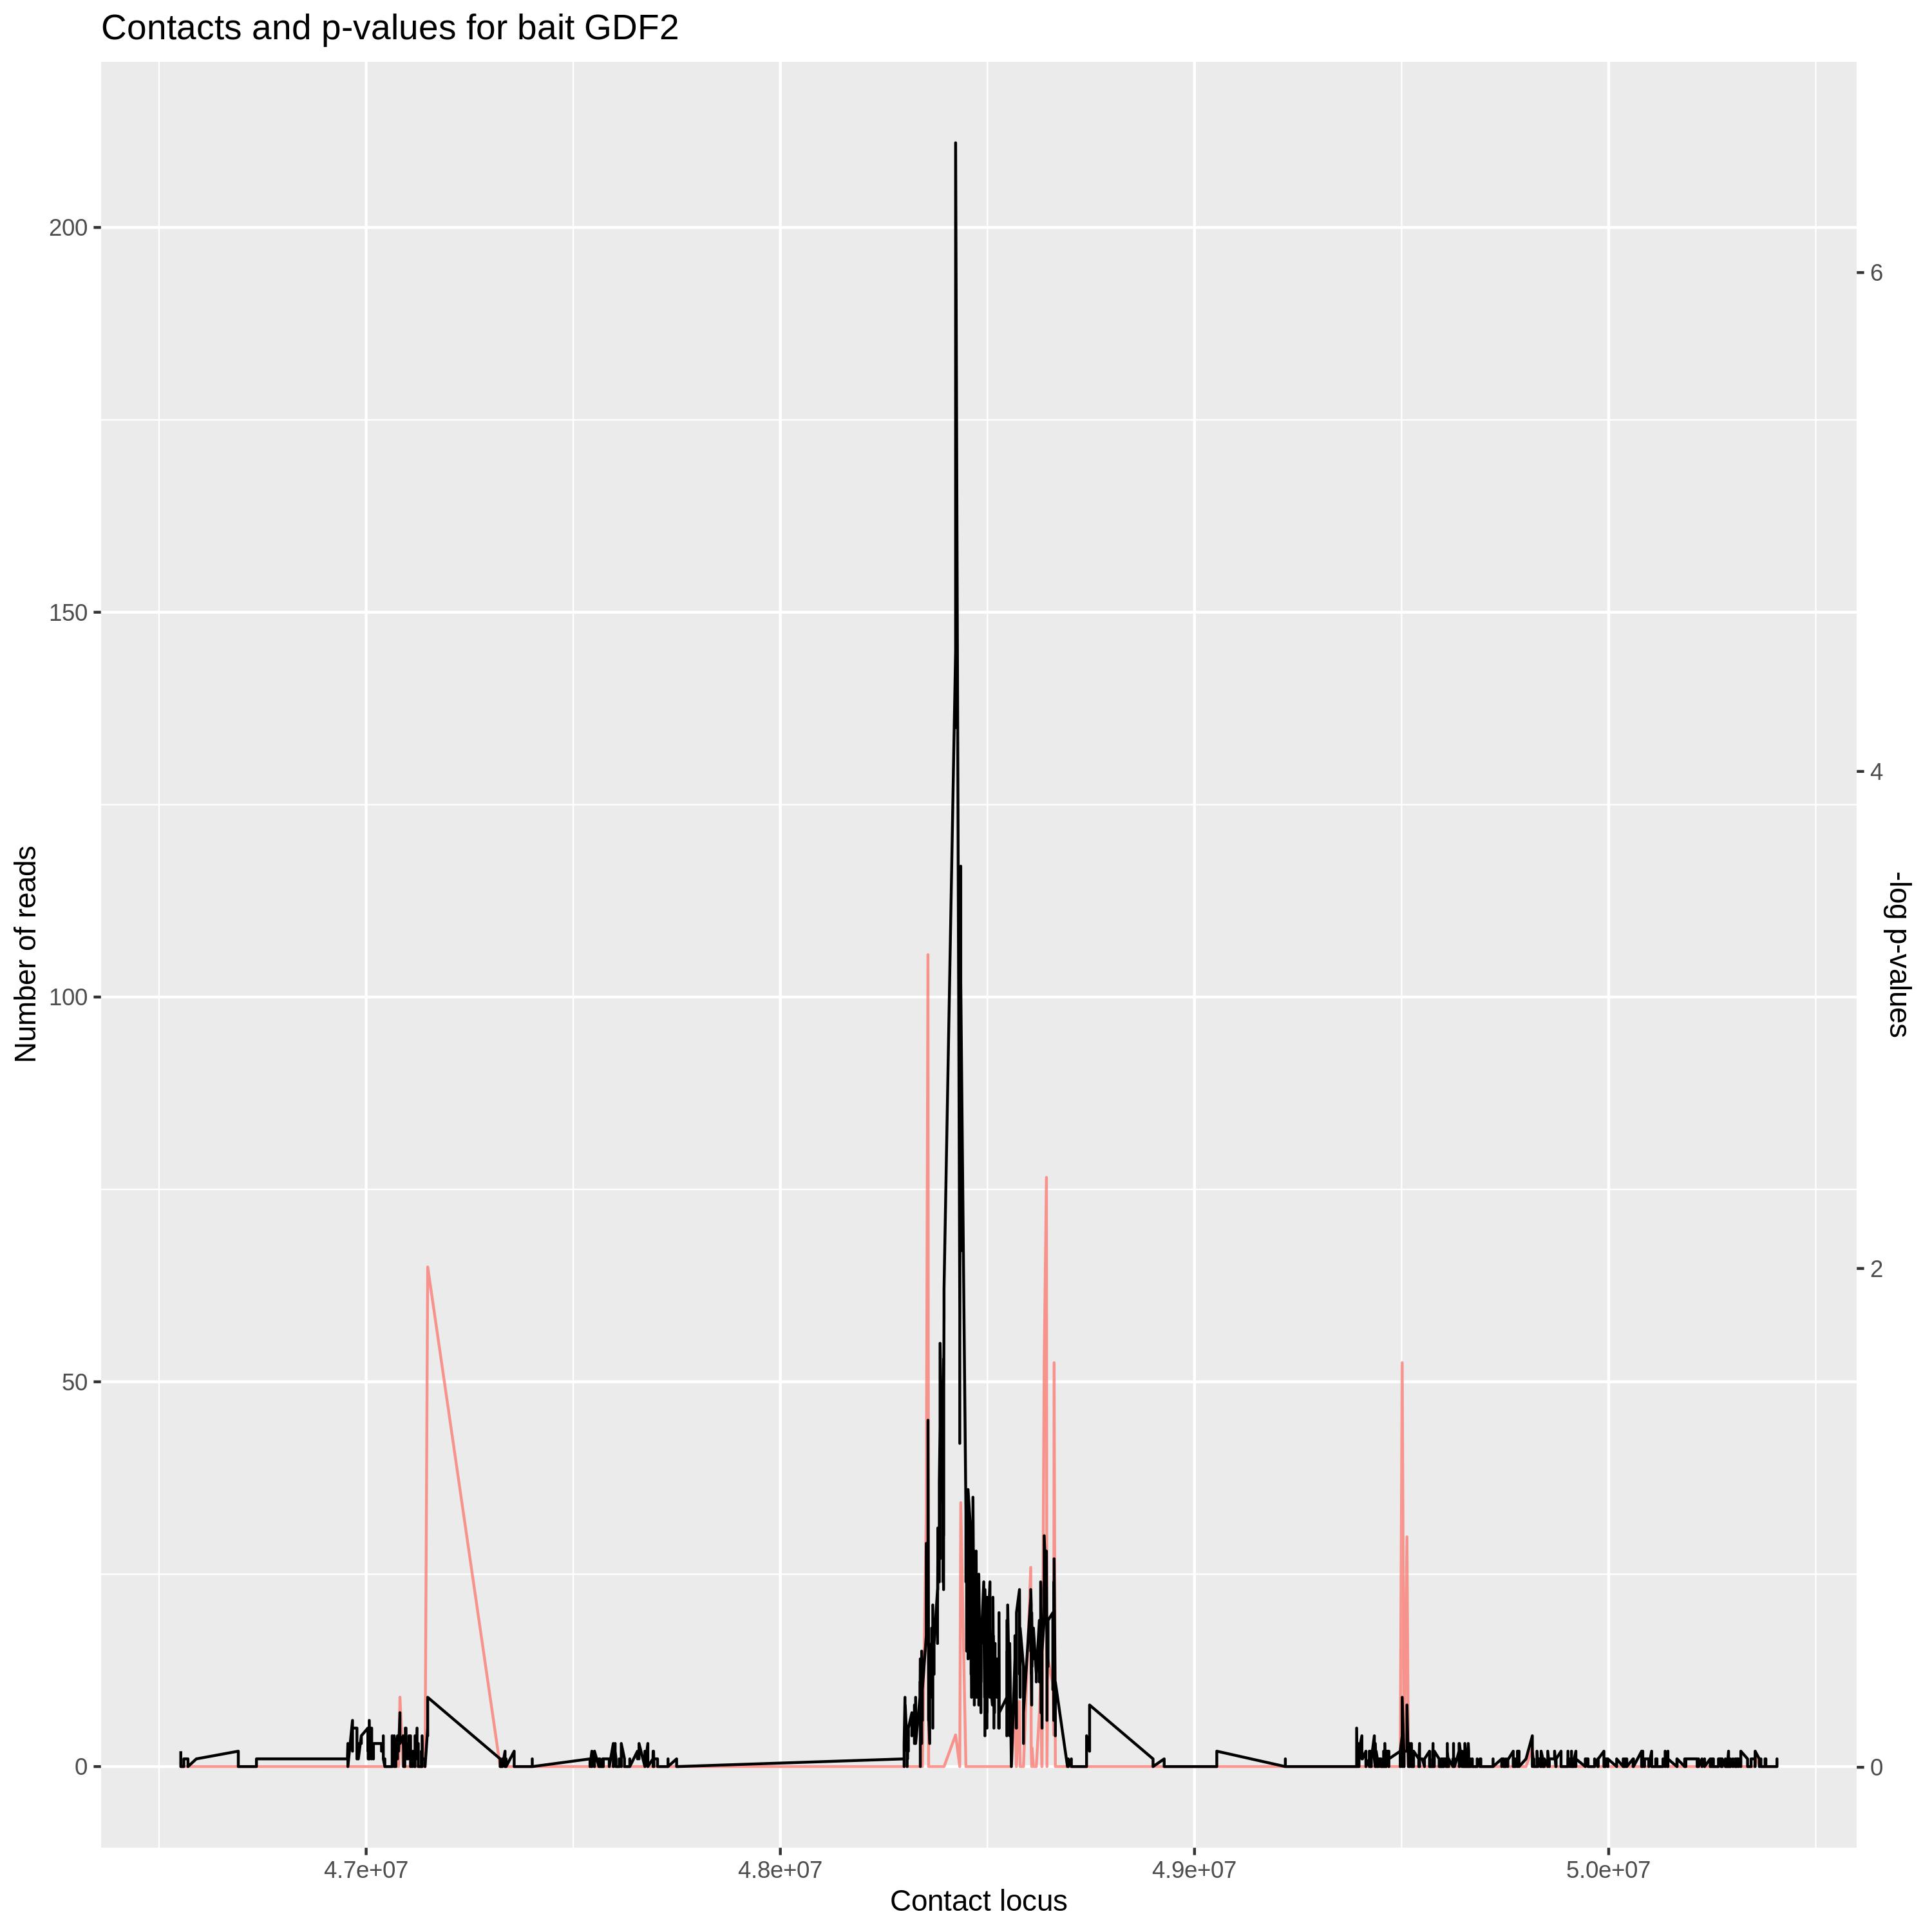 Contacts and p-values for bait GDF2
Number of reads
200
150
100
50
0
6
4
2
0
-log p-values
4.7e+07
4.8e+07
4.9e+07
5.0e+07
Contact locus